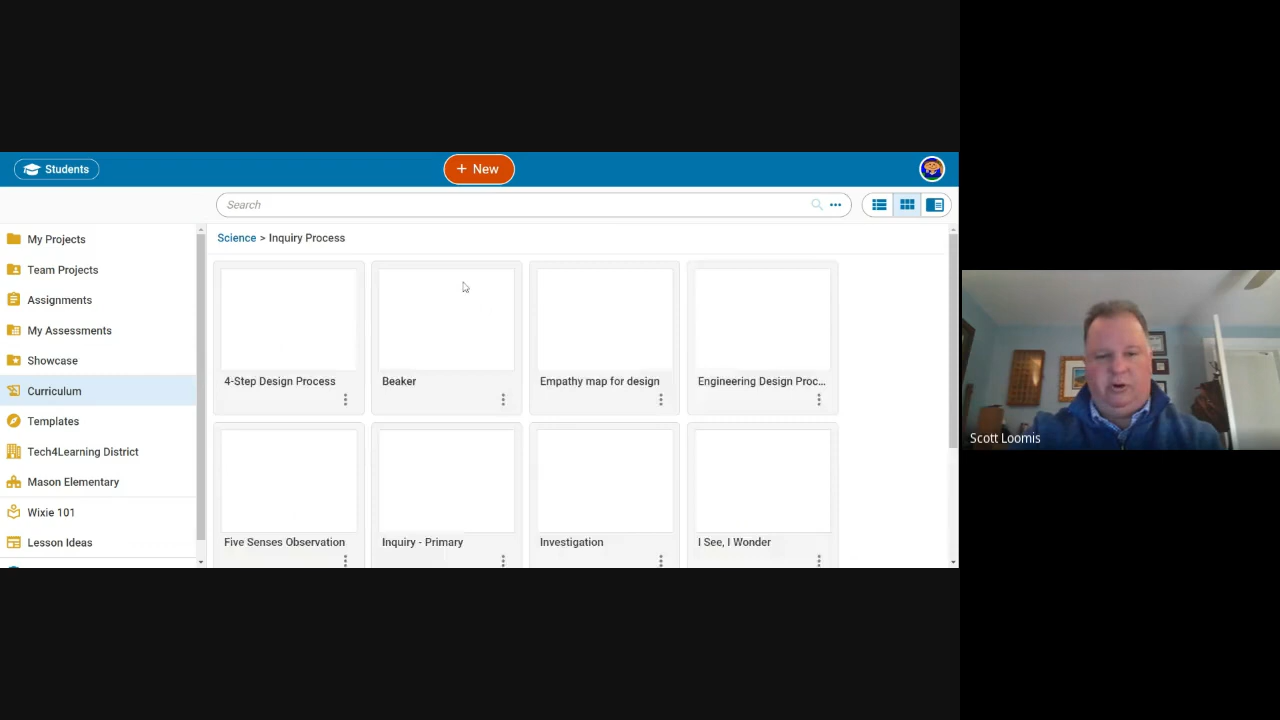 Students
+ New
Search
My Projects
Team Projects
Assignments
My Assessments
Showcase
Curriculum
Templates
Tech4Learning District
Mason Elementary
Wixie 101
Lesson Ideas
Science > Inquiry Process
4-Step Design Process
Beaker
Empathy map for design
Engineering Design Proc...
Five Senses Observation
Inquiry - Primary
Investigation
I See, I Wonder
Scott Loomis